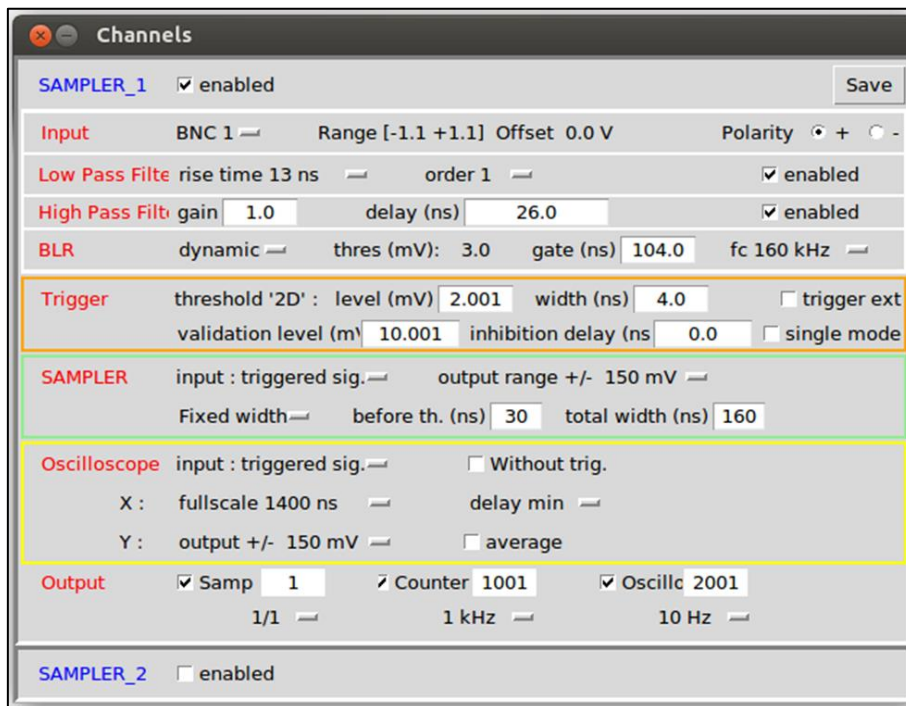 Channels
SAMPLER_1 enabled Save
Input BNC 1 Range [-1.1 +1.1] Offset 0.0 V Polarity + -
Low Pass Filte rise time 13 ns order 1 enabled
High Pass Filt gain 1.0 delay (ns) 26.0 enabled
BLR dynamic thres (mV): 3.0 gate (ns) 104.0 fc 160 kHz
Trigger threshold '2D' : level (mV) 2.001 width (ns) 4.0 trigger ext
validation level (m 10.001 inhibition delay (ns 0.0 single mode
SAMPLER input : triggered sig. output range +/- 150 mV
Fixed width before th. (ns) 30 total width (ns) 160
Oscilloscope input : triggered sig. Without trig.
X : fullscale 1400 ns delay min
Y : output +/- 150 mV average
Output Samp 1 Counter 1001 Oscillo 2001
1/1 1 kHz 10 Hz
SAMPLER_2 enabled